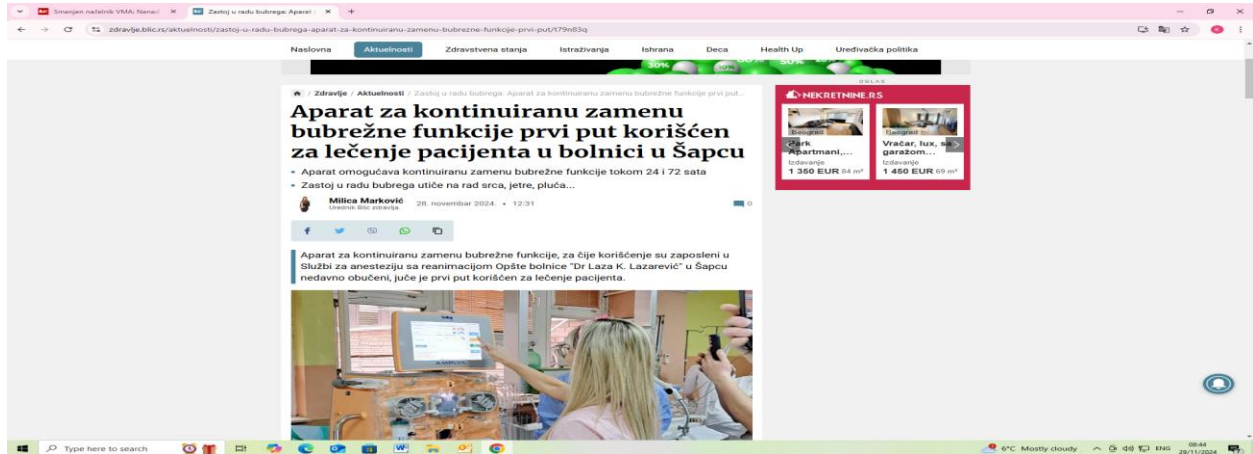 Smenjen načelnik VMA: Nenad
Zastoj u radu bubrega: Aparat
zdravlje.blic.rs/aktuelnosti/zastoj-u-radu-bubrega-aparat-za-kontinuiranu-zamenu-bubrezne-funkcije-prvi-put/t79n83q
Naslovna Aktuelnosti Zdravstvena stanja Istraživanja Ishrana Deca Health Up Uređivačka politika
30% 10% 50%
OGLAS
/ Zdravlje / Aktuelnosti / Zastoj u radu bubrega: Aparat za kontinuiranu zamenu bubrežne funkcije prvi put...
Aparat za kontinuiranu zamenu
bubrežne funkcije prvi put korišćen
za lečenje pacijenta u bolnici u Šapcu
• Aparat omogućava kontinuiranu zamenu bubrežne funkcije tokom 24 i 72 sata
• Zastoj u radu bubrega utiče na rad srca, jetre, pluća...
Milica Marković
Urednik Blic zdravlja.
28. novembar 2024. • 12:31
0
Aparat za kontinuiranu zamenu bubrežne funkcije, za čije korišćenje su zaposleni u
Službi za anesteziju sa reanimacijom Opšte bolnice "Dr Laza K. Lazarević" u Šapcu
nedavno obučeni, juče je prvi put korišćen za lečenje pacijenta.
NEKRETNINE.RS
Beograd
Park
Apartmani,...
Izdavanje
1 350 EUR 84 m²
Beograd
Vračar, lux, sa
garažom...
Izdavanje
1 450 EUR 69 m²
Type here to search
6°C Mostly cloudy
ENG
08:44
29/11/2024